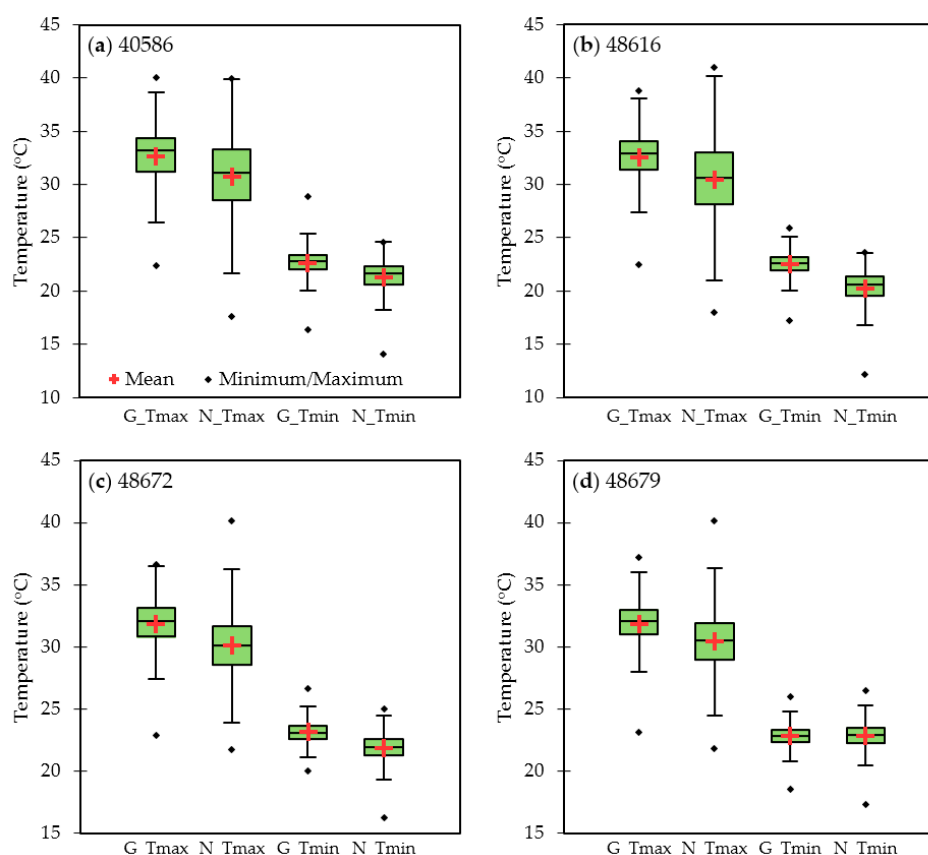 (a) 40586
45
40
35
30
25
20
15
10
Temperature (°C)
Mean
Minimum/Maximum
G_Tmax N_Tmax G_Tmin N_Tmin
(b) 48616
45
40
35
30
25
20
15
10
Temperature (°C)
G_Tmax N_Tmax G_Tmin N_Tmin
(c) 48672
45
40
35
30
25
20
15
Temperature (°C)
G_Tmax N_Tmax G_Tmin N_Tmin
(d) 48679
45
40
35
30
25
20
15
Temperature (°C)
G_Tmax N_Tmax G_Tmin N_Tmin